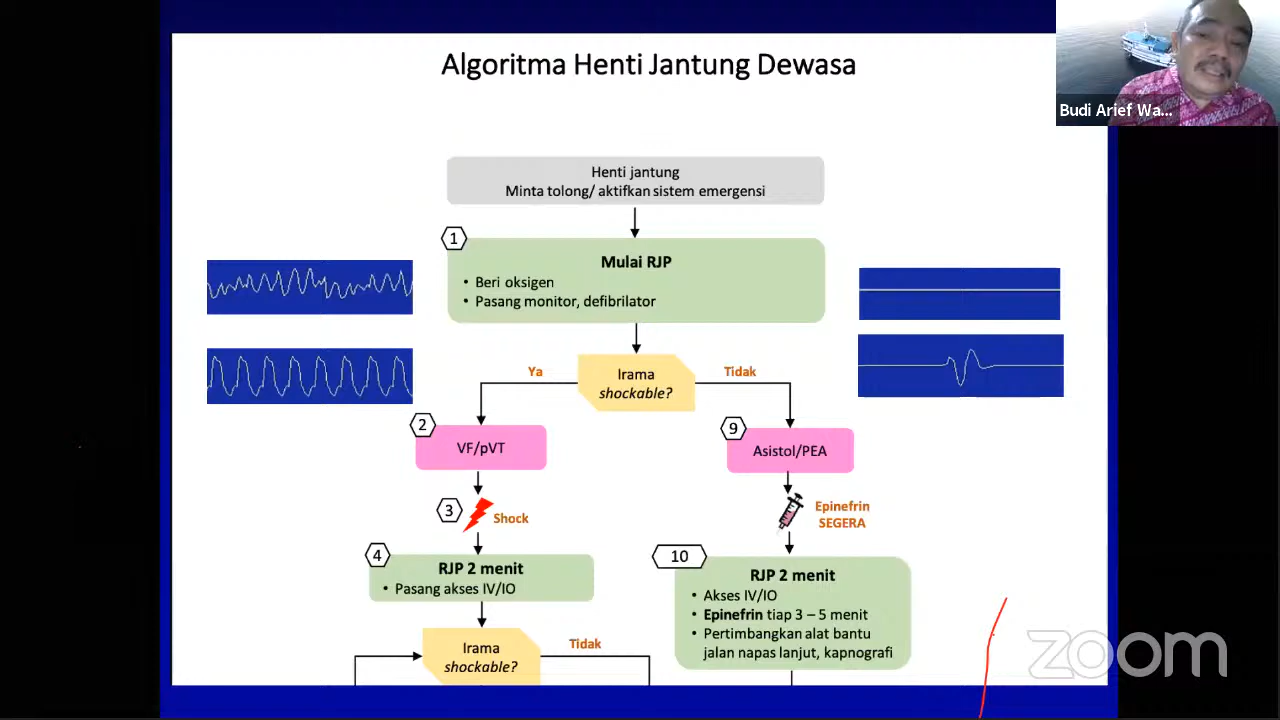 Algoritma Henti Jantung Dewasa
Budi Arief Wa...
Henti jantung
Minta tolong/ aktifkan sistem emergensi
1
Mulai RJP
• Beri oksigen
• Pasang monitor, defibrilator
Ya
Irama
shockable?
Tidak
2
VF/pVT
9
Asistol/PEA
3
Shock
Epinefrin
SEGERA
4
RJP 2 menit
• Pasang akses IV/IO
10
RJP 2 menit
• Akses IV/IO
• Epinefrin tiap 3 – 5 menit
• Pertimbangkan alat bantu
jalan napas lanjut, kapnografi
Irama
shockable?
Tidak
zoom